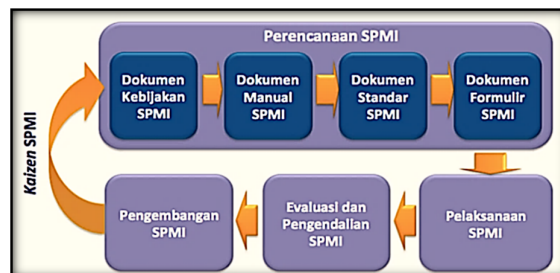 Perencanaan SPMI
Dokumen
Kebijakan
SPMI
Dokumen
Manual
SPMI
Dokumen
Standar
SPMI
Dokumen
Formulir
SPMI
Kaizen SPMI
Pengembangan
SPMI
Evaluasi dan
Pengendalian
SPMI
Pelaksanaan
SPMI